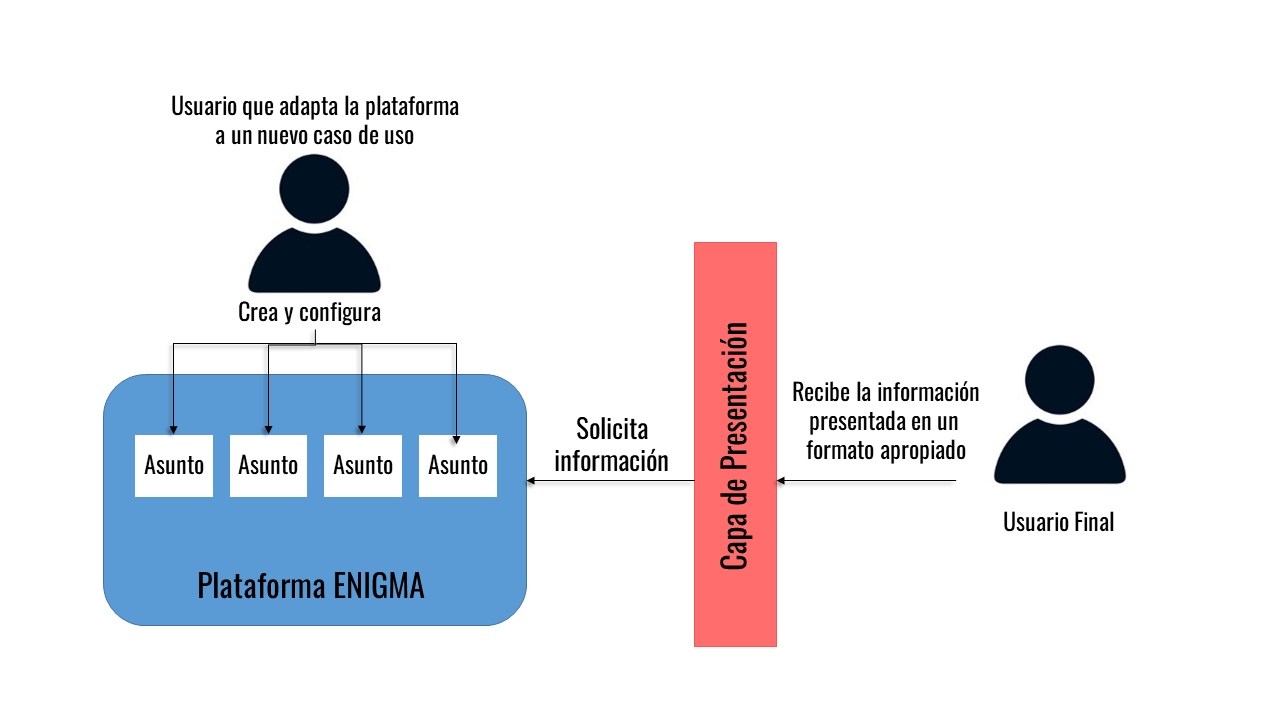 Usuario que adapta la plataforma
a un nuevo caso de uso
Crea y configura
Asunto
Asunto
Asunto
Asunto
Plataforma ENIGMA
Solicita
información
Capa de Presentación
Recibe la información
presentada en un
formato apropiado
Usuario Final